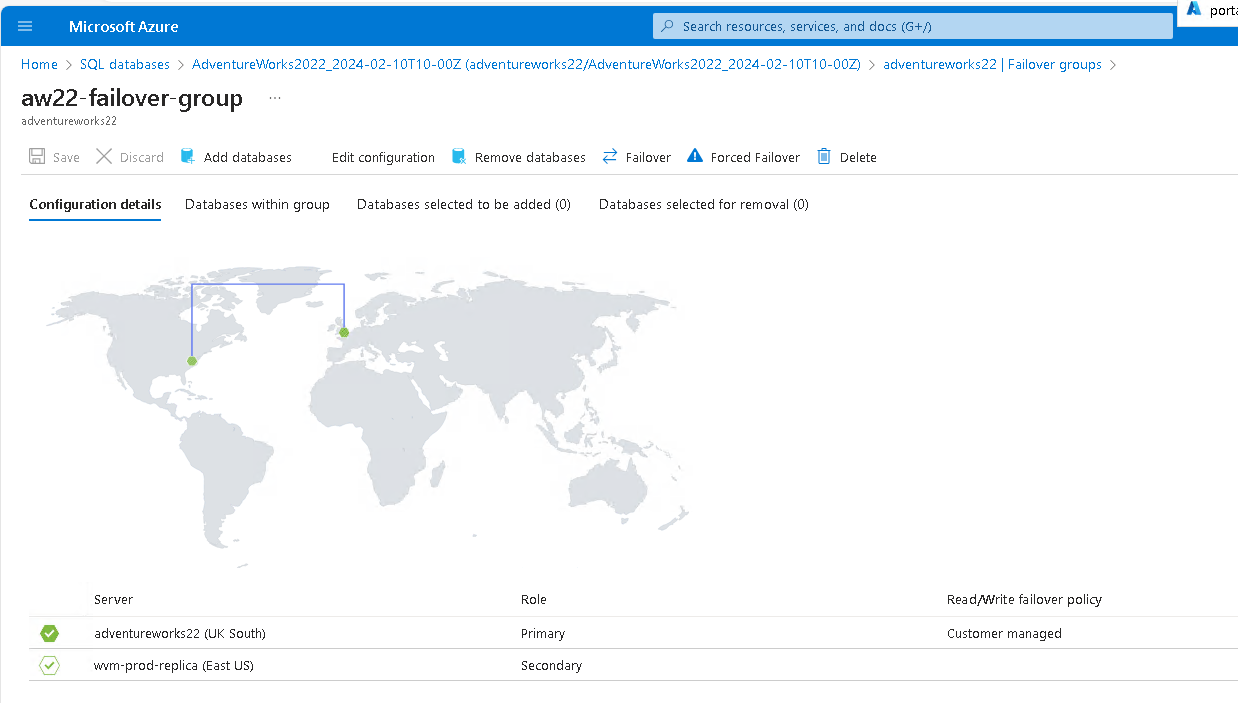 Microsoft Azure
Search resources, services, and docs (G+/)
porta
Home > SQL databases > AdventureWorks2022_2024-02-10T10-00Z (adventureworks22/AdventureWorks2022_2024-02-10T10-00Z) > adventureworks22 | Failover groups >
aw22-failover-group ...
adventureworks22
Save Discard Add databases Edit configuration Remove databases Failover Forced Failover Delete
Configuration details Databases within group Databases selected to be added (0) Databases selected for removal (0)
Server Role Read/Write failover policy
adventureworks22 (UK South) Primary Customer managed
wvm-prod-replica (East US) Secondary